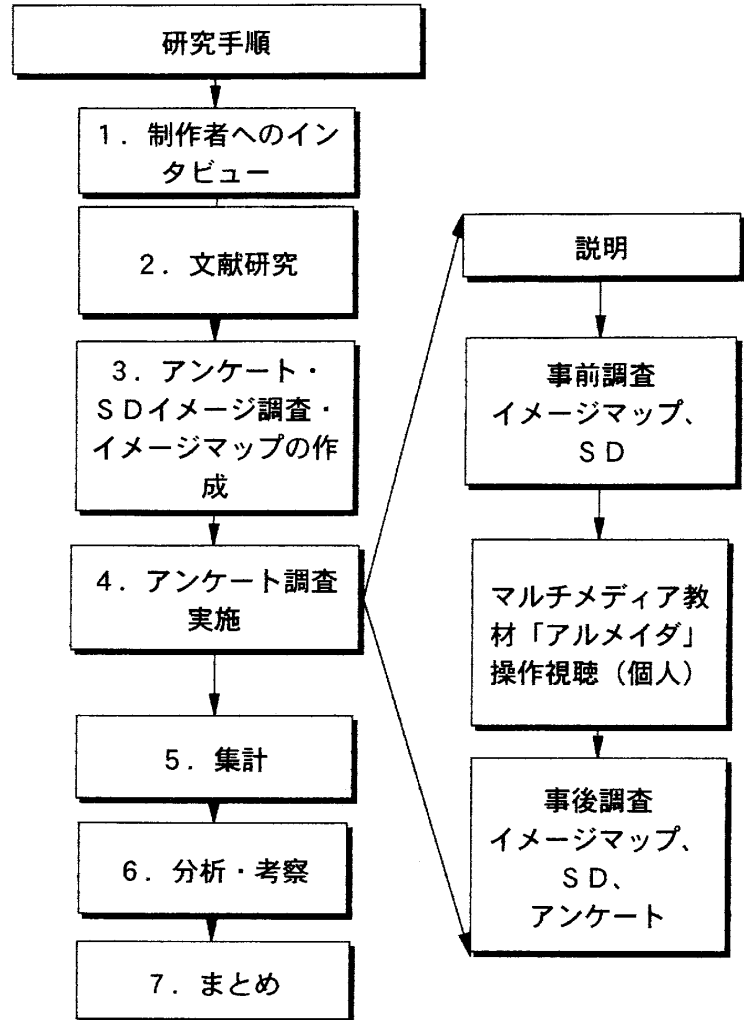 研究手順
1．制作者へのイン
タビュー
2．文献研究
3．アンケート・
ＳＤイメージ調査・
イメージマップの作
成
4．アンケート調査
実施
5．集計
6．分析・考察
7．まとめ
説明
事前調査
イメージマップ、
ＳＤ
マルチメディア教
材「アルメイダ」
操作視聴（個人）
事後調査
イメージマップ、
ＳＤ、
アンケート